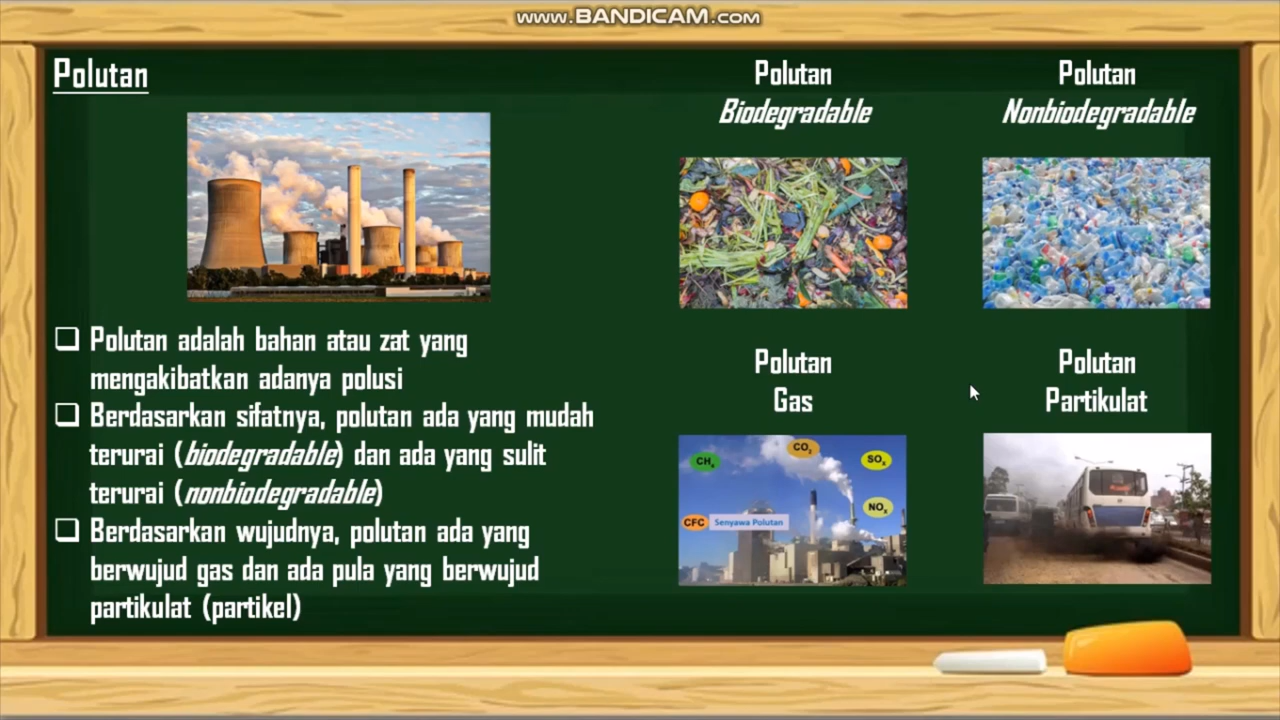 www.BANDICAM.com
Polutan
Polutan adalah bahan atau zat yang
mengakibatkan adanya polusi
Berdasarkan sifatnya, polutan ada yang mudah
terurai (biodegradable) dan ada yang sulit
terurai (nonbiodegradable)
Berdasarkan wujudnya, polutan ada yang
berwujud gas dan ada pula yang berwujud
partikulat (partikel)
Polutan
Biodegradable
Polutan
Nonbiodegradable
Polutan
Gas
CHx
COx
SOx
NOx
CFC
Senyawa Polutan
Polutan
Partikulat